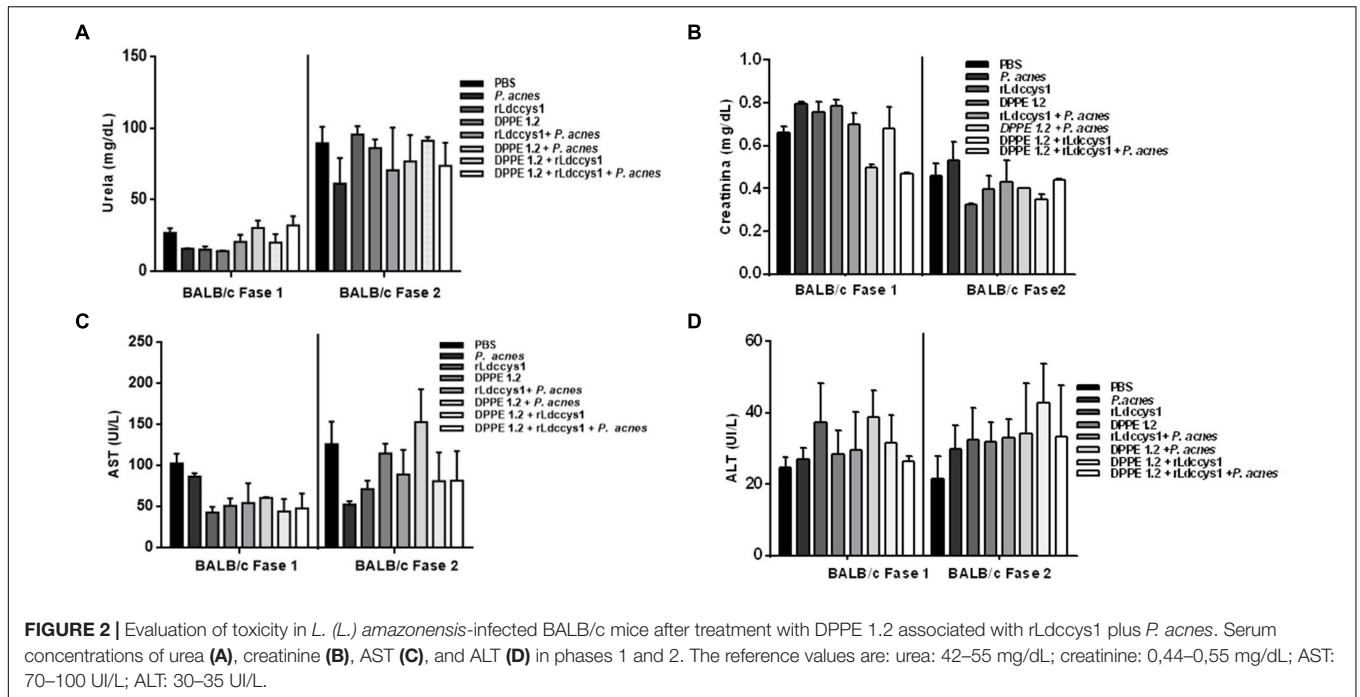 A
Ureia (mg/dL)
150
100
50
0
BALB/c Fase 1
BALB/c Fase 2
PBS
P. acnes
rLdccys1
DPPE 1.2
rLdccys1+ P. acnes
DPPE 1.2 + P. acnes
DPPE 1.2 + rLdccys1
DPPE 1.2 + rLdccys1 + P. acnes
B
Creatinina (mg/dL)
1.0
0.8
0.6
0.4
0.2
0.0
BALB/c Fase 1
BALB/c Fase2
PBS
P. acnes
rLdccys1
DPPE 1.2
rLdccys1 + P. acnes
DPPE 1.2 + P. acnes
DPPE 1.2 + rLdccys1
DPPE 1.2 + rLdccys1 + P. acnes
C
AST (UI/L)
250
200
150
100
50
0
BALB/c Fase 1
BALB/c Fase 2
PBS
P. acnes
rLdccys1
DPPE 1.2
rLdccys1+ P. acnes
DPPE 1.2 + P. acnes
DPPE 1.2 + rLdccys1
DPPE 1.2 + rLdccys1 + P. acnes
D
ALT (UI/L)
60
40
20
0
BALB/c Fase 1
BALB/c Fase 2
PBS
P.acnes
rLdccys1
DPPE 1.2
rLdccys1+ P. acnes
DPPE 1.2 +P. acnes
DPPE 1.2 + rLdccys1
DPPE 1.2 + rLdccys1 +P. acnes
FIGURE 2 | Evaluation of toxicity in L. (L.) amazonensis-infected BALB/c mice after treatment with DPPE 1.2 associated with rLdccys1 plus P. acnes. Serum
concentrations of urea (A), creatinine (B), AST (C), and ALT (D) in phases 1 and 2. The reference values are: urea: 42–55 mg/dL; creatinine: 0,44–0,55 mg/dL; AST:
70–100 UI/L; ALT: 30–35 UI/L.